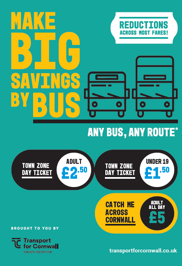 MAKE
BIG
SAVINGS
BY BUS
REDUCTIONS
ACROSS MOST FARES!
ANY BUS, ANY ROUTE*
TOWN ZONE
DAY TICKET
ADULT
£2.50
TOWN ZONE
DAY TICKET
UNDER 19
£1.50
CATCH ME
ACROSS
CORNWALL
ADULT
ALL DAY
£5
BROUGHT TO YOU BY
Transport
for Cornwall
transportforcornwall.co.uk